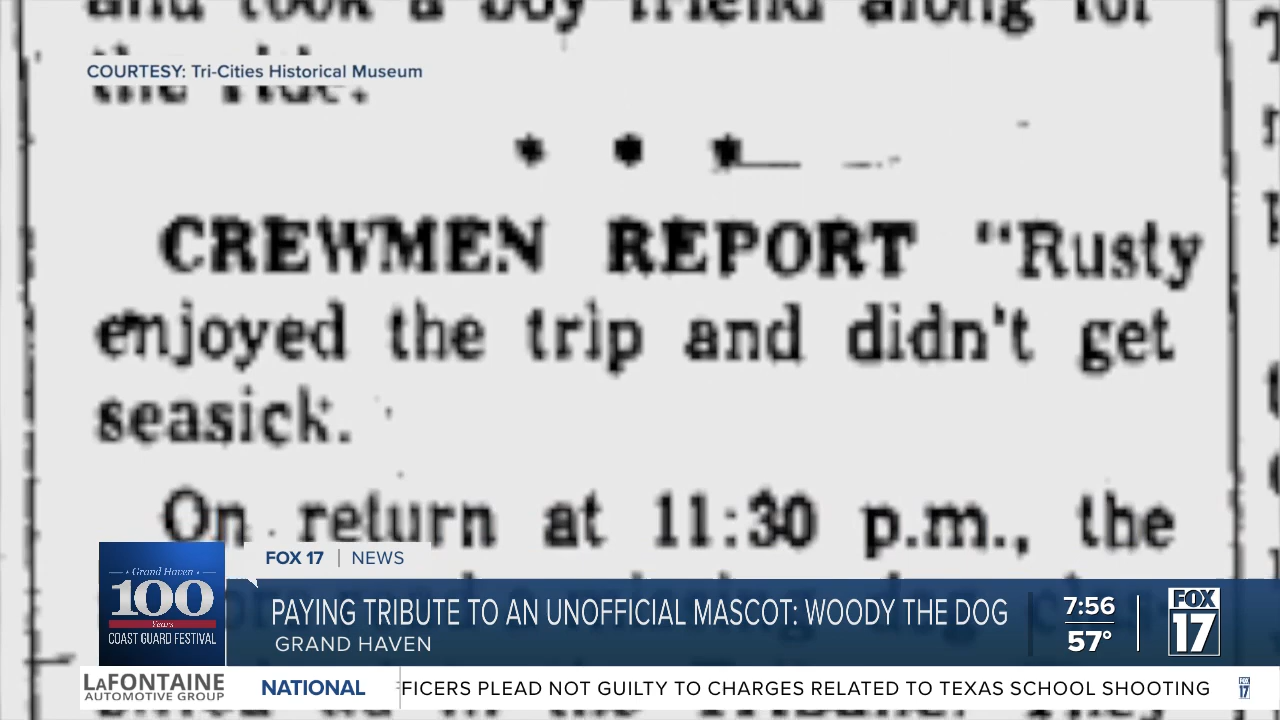 and took a boy friend along for
the ride.
COURTESY: Tri-Cities Historical Museum
CREWMEN REPORT “Rusty
enjoyed the trip and didn't get
seasick.
On return at 11:30 p.m., the
FOX 17 | NEWS
Grand Haven
100
Years
COAST GUARD FESTIVAL
PAYING TRIBUTE TO AN UNOFFICIAL MASCOT: WOODY THE DOG
GRAND HAVEN
7:56
57°
FOX
17
LAFONTAINE
AUTOMOTIVE GROUP
NATIONAL
FICERS PLEAD NOT GUILTY TO CHARGES RELATED TO TEXAS SCHOOL SHOOTING
FOX
17